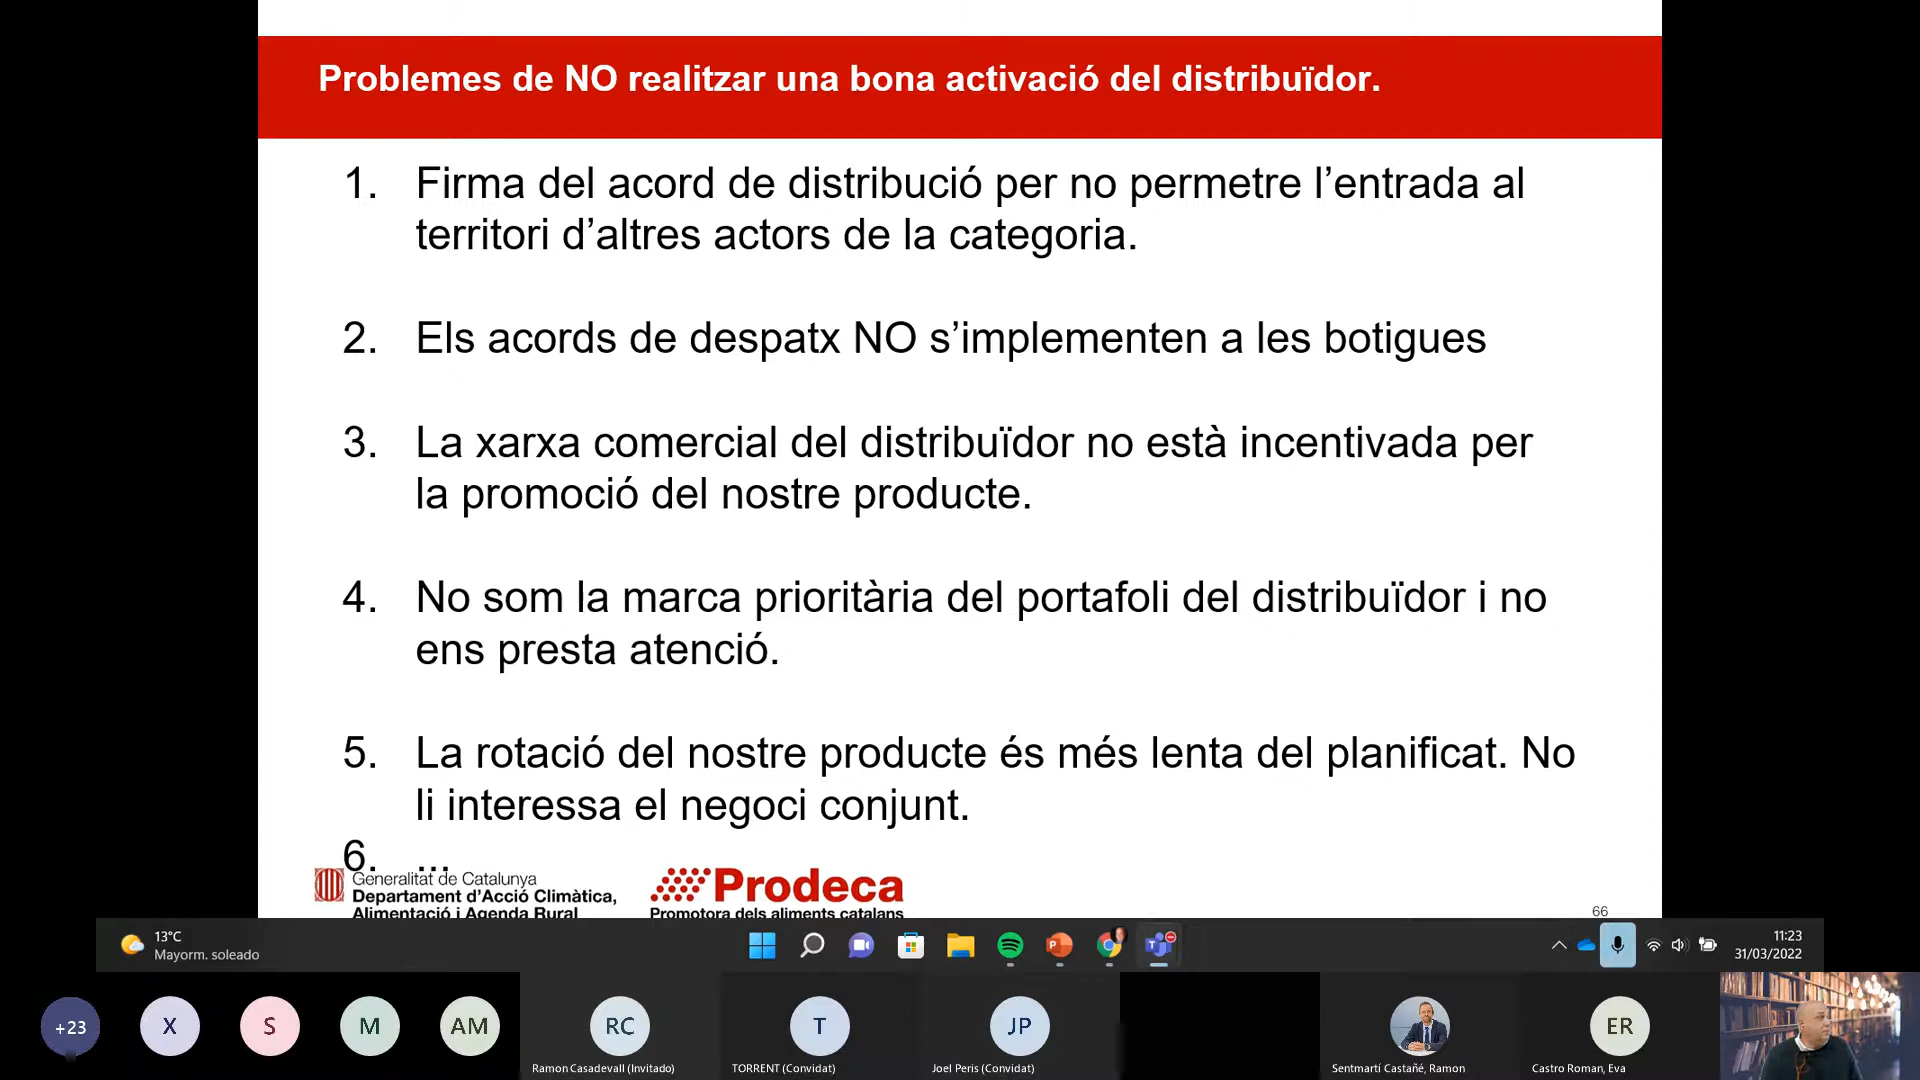 Problemes de NO realitzar una bona activació del distribuïdor.
1. Firma del acord de distribució per no permetre l’entrada al
territori d’altres actors de la categoria.
2. Els acords de despatx NO s’implementen a les botigues
3. La xarxa comercial del distribuïdor no està incentivada per
la promoció del nostre producte.
4. No som la marca prioritària del portafoli del distribuïdor i no
ens presta atenció.
5. La rotació del nostre producte és més lenta del planificat. No
li interessa el negoci conjunt.
6. ...
Generalitat de Catalunya
Departament d’Acció Climàtica,
Alimentació i Agenda Rural
Prodeca
Promotora dels aliments catalans
66
13°C
Mayorm. soleado
11:23
31/03/2022
+23
X
S
M
AM
RC
T
JP
ER
Ramon Casadevall (Invitado)
TORRENT (Convidat)
Joel Peris (Convidat)
Sentmartí Castañé, Ramon
Castro Roman, Eva